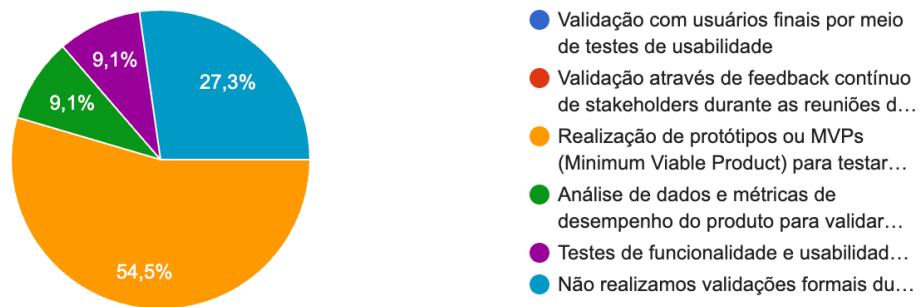 9,1%
27,3%
9,1%
54,5%
Validação com usuários finais por meio
de testes de usabilidade
Validação através de feedback contínuo
de stakeholders durante as reuniões d…
Realização de protótipos ou MVPs
(Minimum Viable Product) para testar…
Análise de dados e métricas de
desempenho do produto para validar…
Testes de funcionalidade e usabilidad…
Não realizamos validações formais du…